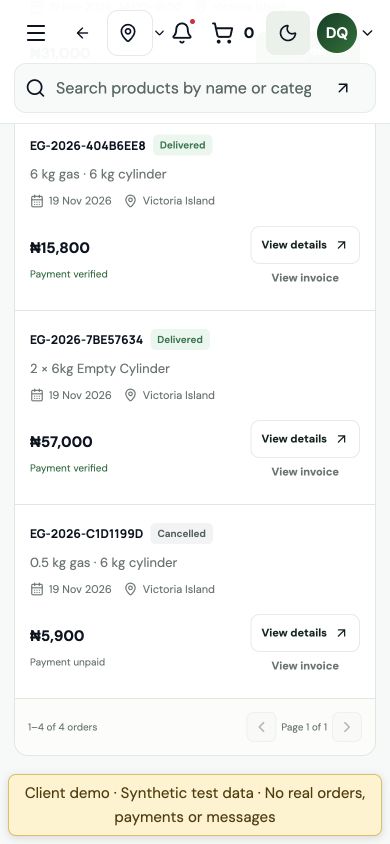 0
DQ
Search products by name or categ
EG-2026-404B6EE8 Delivered
6 kg gas · 6 kg cylinder
19 Nov 2026 Victoria Island
₦15,800
View details
Payment verified
View invoice
EG-2026-7BE57634 Delivered
2 × 6kg Empty Cylinder
19 Nov 2026 Victoria Island
₦57,000
View details
Payment verified
View invoice
EG-2026-C1D1199D Cancelled
0.5 kg gas · 6 kg cylinder
19 Nov 2026 Victoria Island
₦5,900
View details
Payment unpaid
View invoice
1–4 of 4 orders
Page 1 of 1
Client demo · Synthetic test data · No real orders,
payments or messages